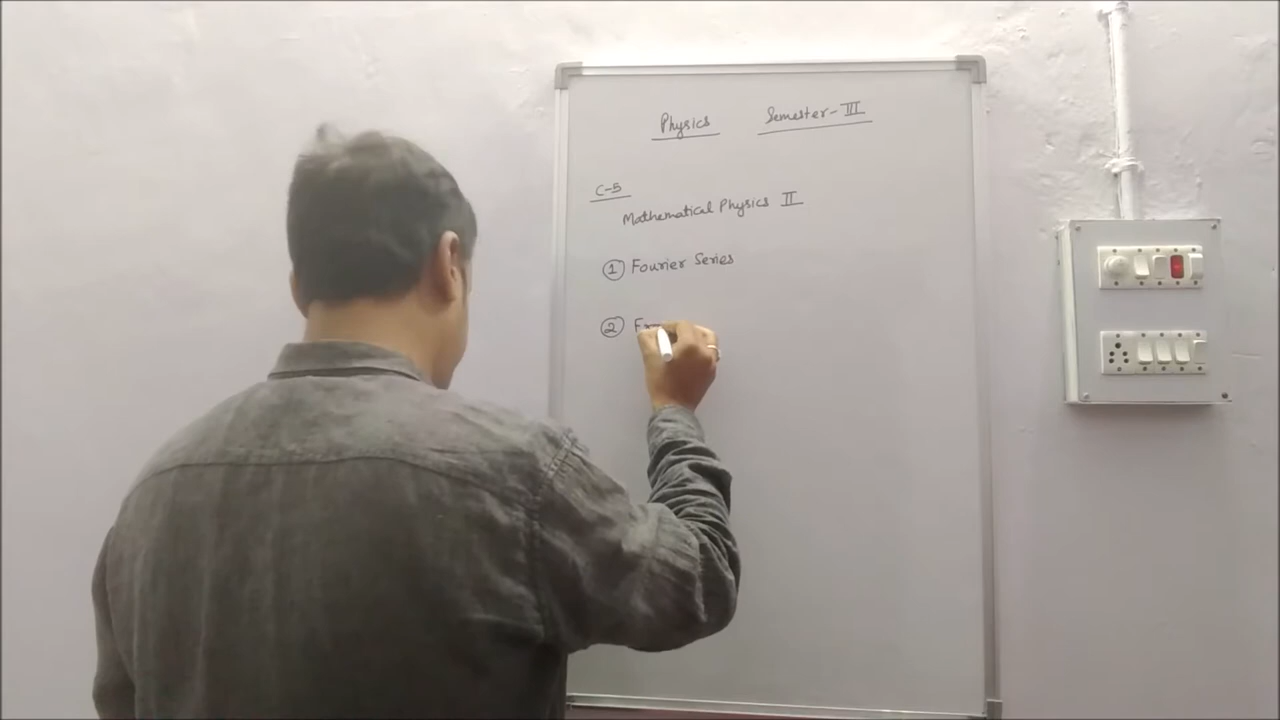 Physics Semester-III
C-5
Mathematical Physics II
1 Fourier Series
2